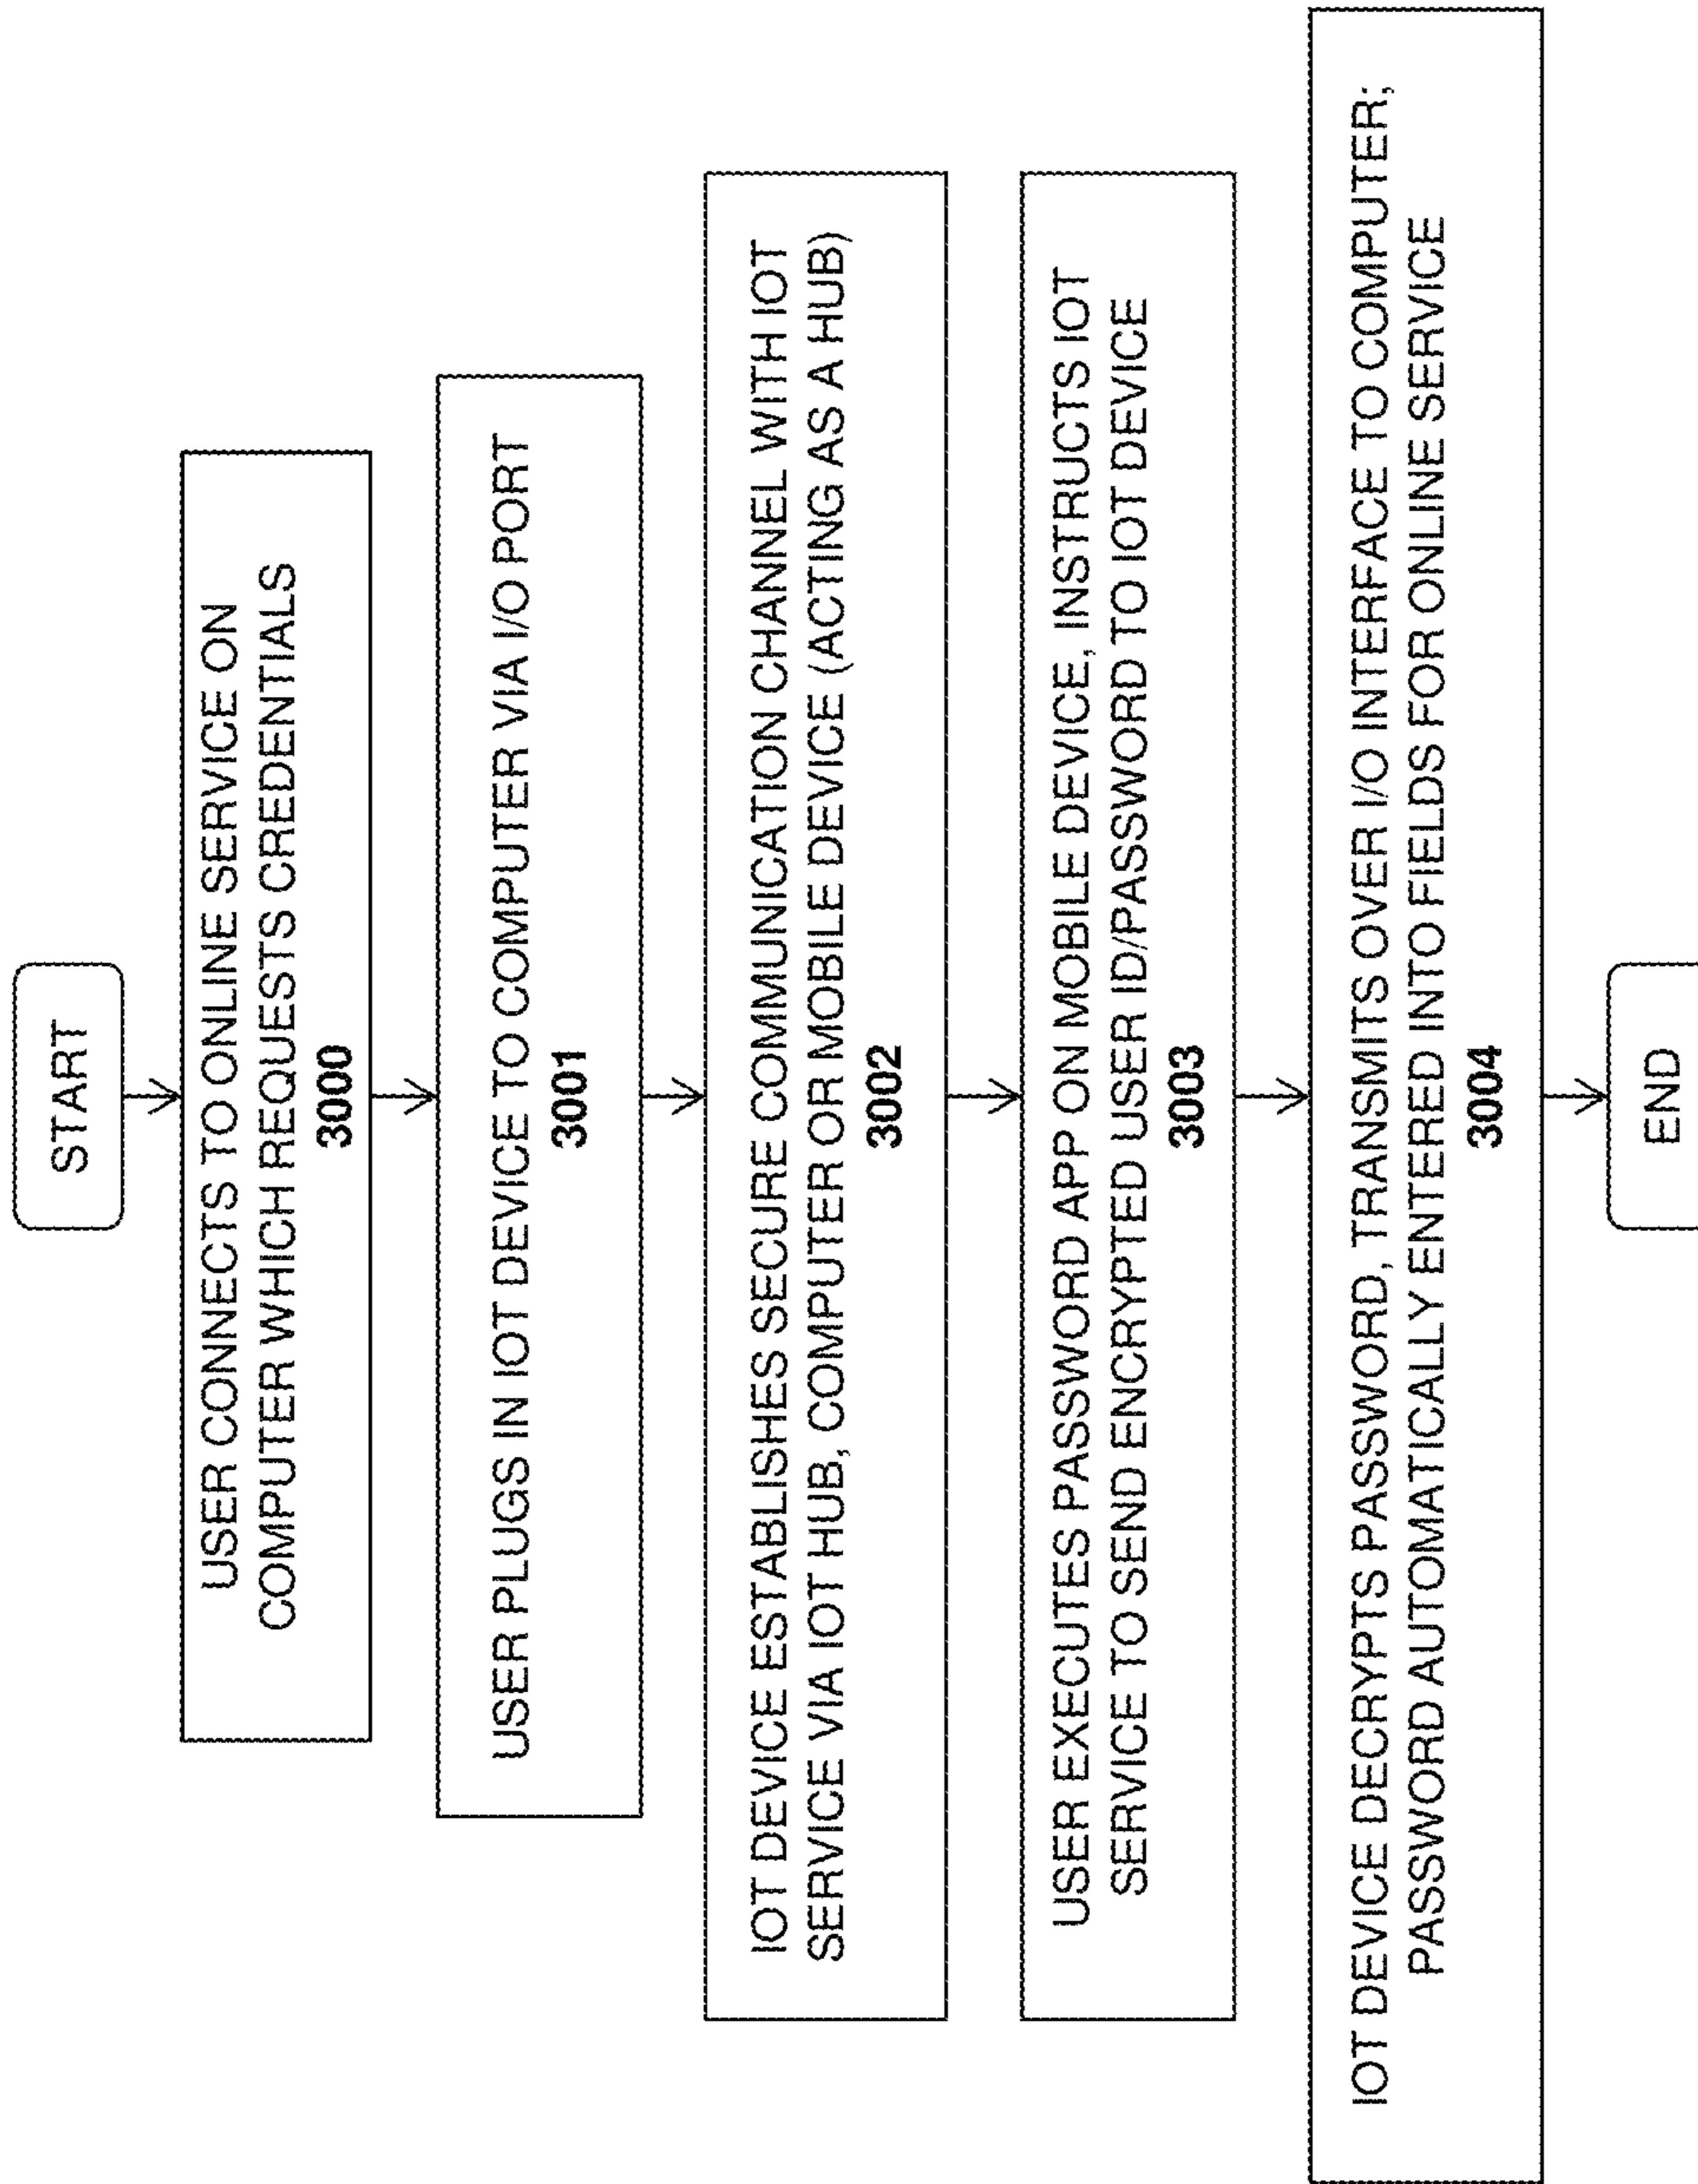 START
USER CONNECTS TO ONLINE SERVICE ON
COMPUTER WHICH REQUESTS CREDENTIALS
3000
USER PLUGS IN IOT DEVICE TO COMPUTER VIA I/O PORT
3001
IOT DEVICE ESTABLISHES SECURE COMMUNICATION CHANNEL WITH IOT
SERVICE VIA IOT HUB, COMPUTER OR MOBILE DEVICE (ACTING AS A HUB)
3002
USER EXECUTES PASSWORD APP ON MOBILE DEVICE, INSTRUCTS IOT
SERVICE TO SEND ENCRYPTED USER ID/PASSWORD TO IOT DEVICE
3003
IOT DEVICE DECRYPTS PASSWORD, TRANSMITS OVER I/O INTERFACE TO COMPUTER;
PASSWORD AUTOMATICALLY ENTERED INTO FIELDS FOR ONLINE SERVICE
3004
END